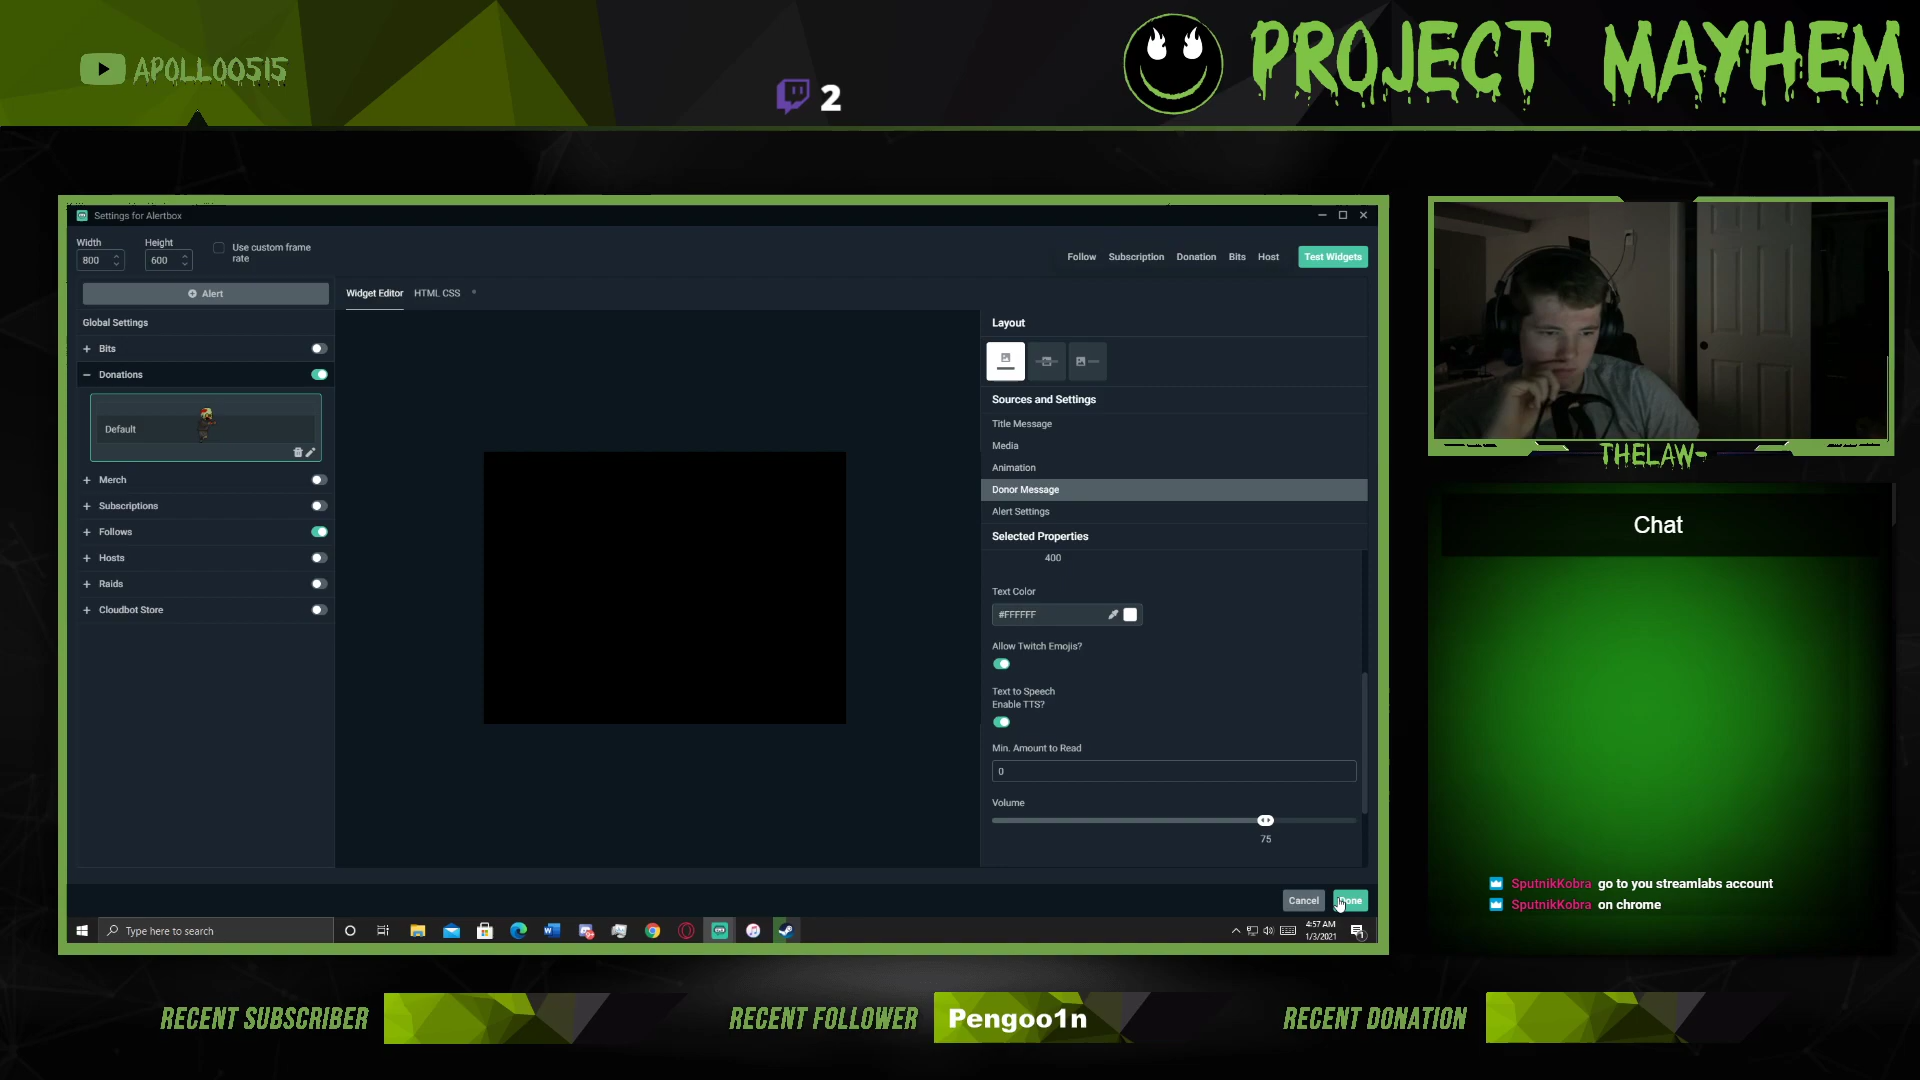 APOLLO0515
2
PROJECT MAYHEM
Settings for Alertbox
Width
Height
800
600
Use custom frame
rate
Follow
Subscription
Donation
Bits
Host
Test Widgets
Alert
Widget Editor
HTML CSS
Global Settings
Bits
Donations
Default
Merch
Subscriptions
Follows
Hosts
Raids
Cloudbot Store
Layout
Sources and Settings
Title Message
Media
Animation
Donor Message
Alert Settings
Selected Properties
400
Text Color
#FFFFFF
Allow Twitch Emojis?
Text to Speech
Enable TTS?
Min. Amount to Read
0
Volume
75
Cancel
Done
Type here to search
4:57 AM
1/3/2021
1
THELAW-
Chat
SputnikKobra go to you streamlabs account
SputnikKobra on chrome
RECENT SUBSCRIBER
RECENT FOLLOWER
Pengoo1n
RECENT DONATION